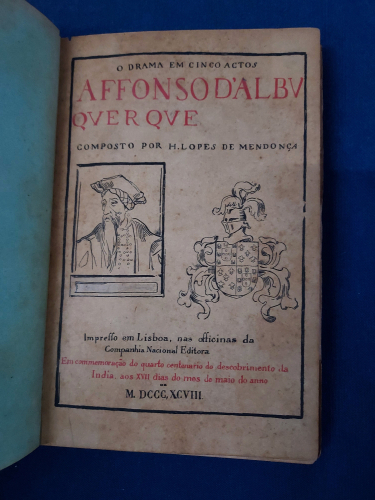 O DRAMA EM CINCO ACTOS
AFFONSO D'ALBV
QVERQVE
COMPOSTO POR H. LOPES DE MENDONÇA
Impresso em Lisboa, nas officinas da
Companhia Nacional Editora
Em commemoração do quarto centenario do descobrimento da
India, aos XVII dias do mez de maio do anno
M. DCCC, XCVIII